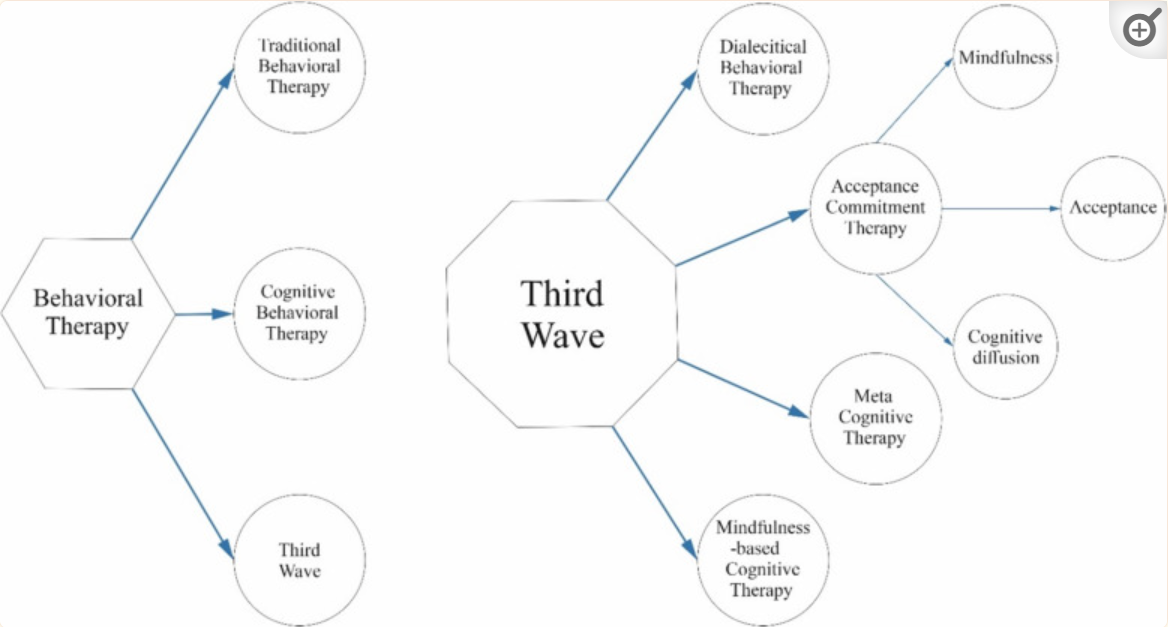 Traditional
Behavioral
Therapy
Behavioral
Therapy
Cognitive
Behavioral
Therapy
Third
Wave
Third
Wave
Dialecitical
Behavioral
Therapy
Acceptance
Commitment
Therapy
Mindfulness
Acceptance
Cognitive
diffusion
Meta
Cognitive
Therapy
Mindfulness
-based
Cognitive
Therapy